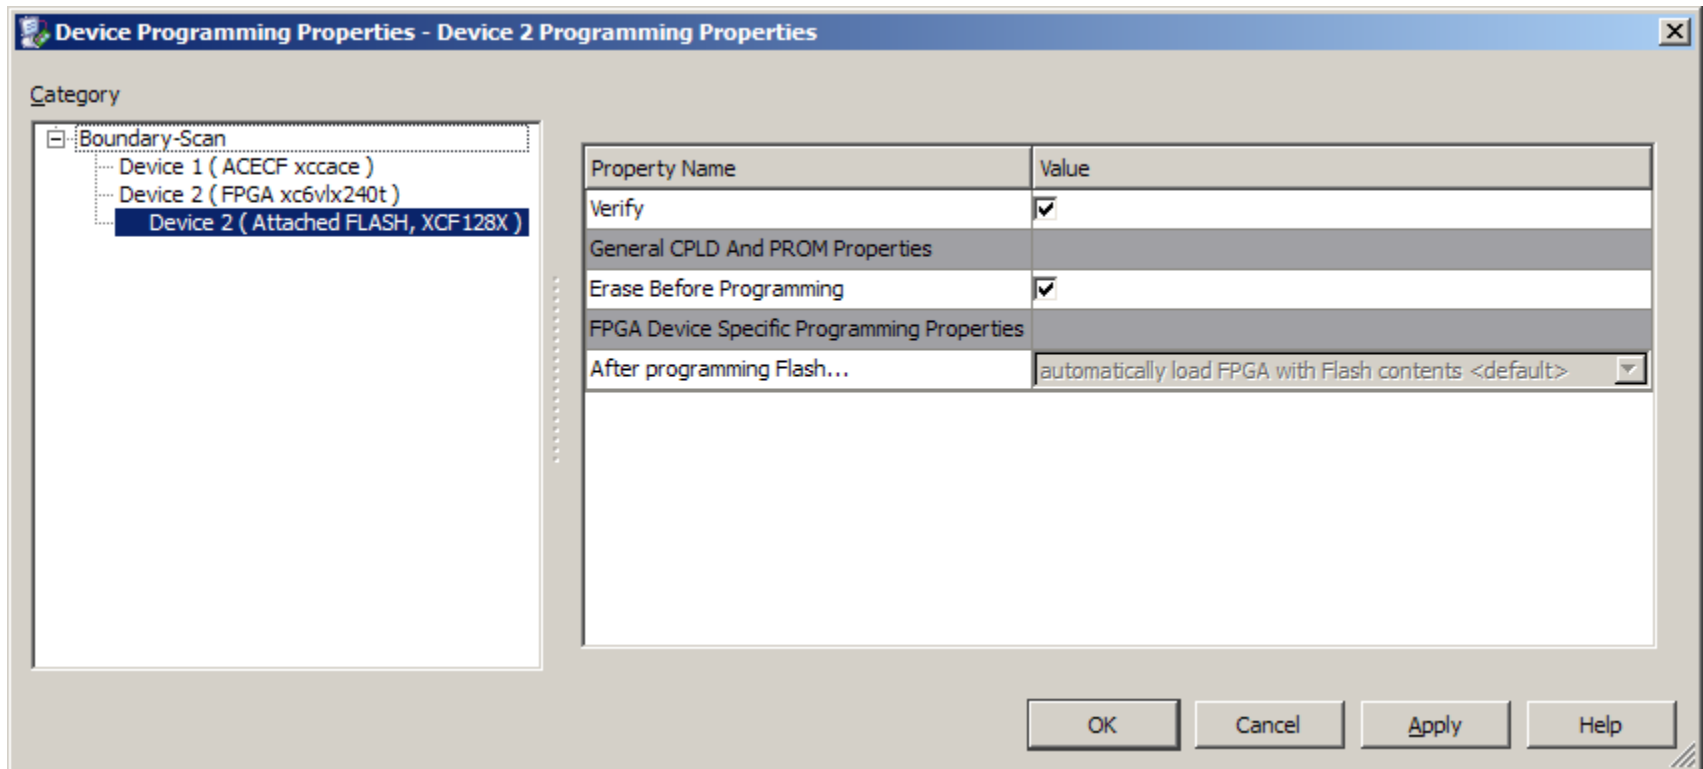 Device Programming Properties - Device 2 Programming Properties
Category
Boundary-Scan
Device 1 ( ACECF xccace )
Device 2 ( FPGA xc6vlx240t )
Device 2 ( Attached FLASH, XCF128X )
Property Name Value
Verify
General CPLD And PROM Properties
Erase Before Programming
FPGA Device Specific Programming Properties
After programming Flash... automatically load FPGA with Flash contents <default>
OK Cancel Apply Help